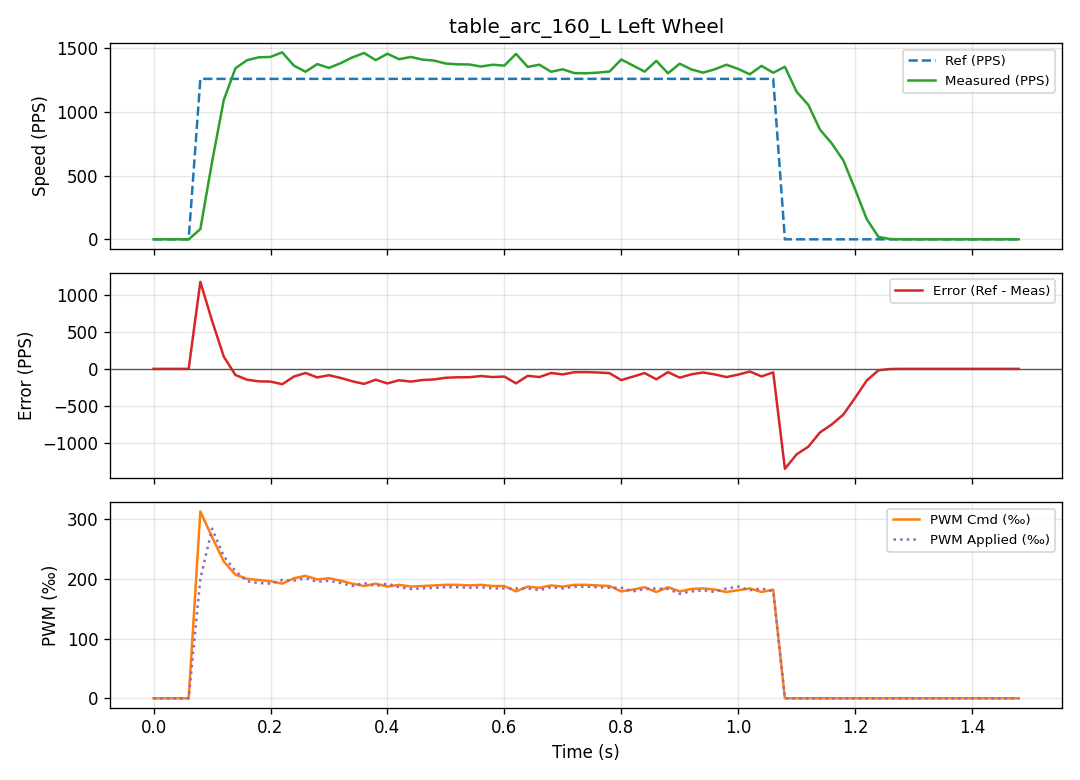 table_arc_160_L Left Wheel
1500
1000
500
0
Speed (PPS)
Ref (PPS)
Measured (PPS)
1000
500
0
−500
−1000
Error (PPS)
Error (Ref - Meas)
300
200
100
0
PWM (‰)
PWM Cmd (‰)
PWM Applied (‰)
0.0 0.2 0.4 0.6 0.8 1.0 1.2 1.4
Time (s)